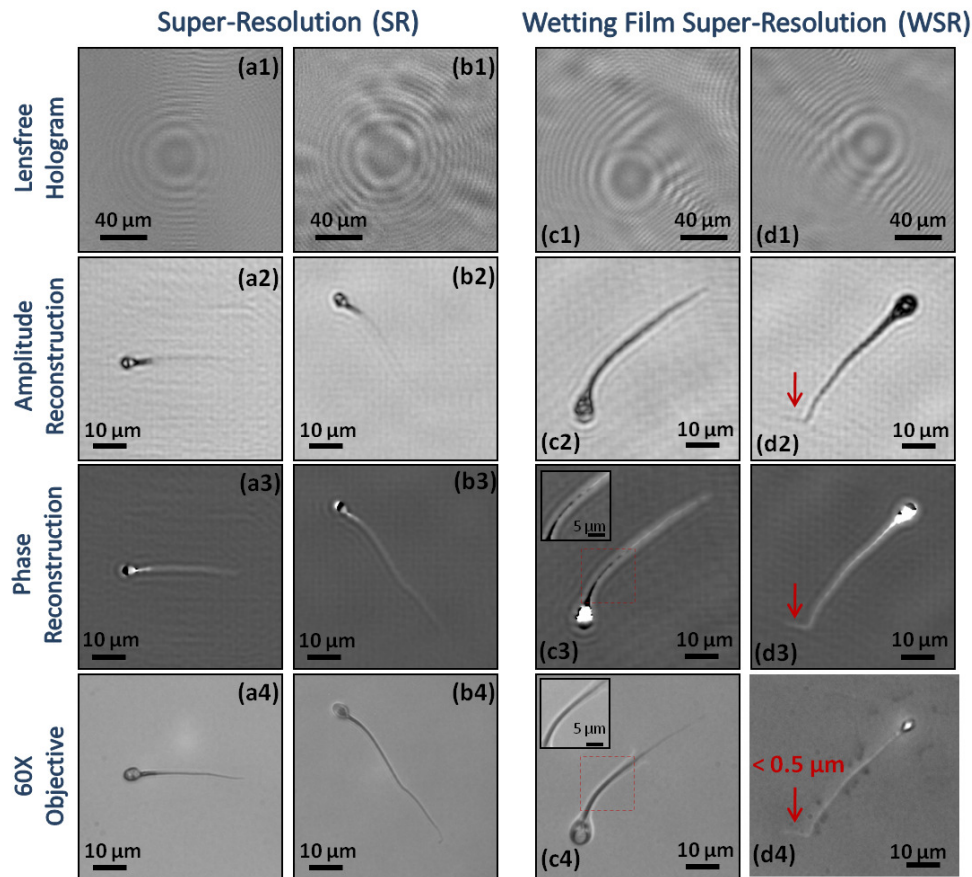 Super-Resolution (SR)
Wetting Film Super-Resolution (WSR)
Lensfree
Hologram
(a1)
40 µm
(b1)
40 µm
(c1)
40 µm
(d1)
40 µm
Amplitude
Reconstruction
(a2)
10 µm
(b2)
10 µm
(c2)
10 µm
(d2)
10 µm
Phase
Reconstruction
(a3)
10 µm
(b3)
10 µm
5 µm
(c3)
10 µm
(d3)
10 µm
60X
Objective
(a4)
10 µm
(b4)
10 µm
5 µm
(c4)
10 µm
< 0.5 µm
(d4)
10 µm